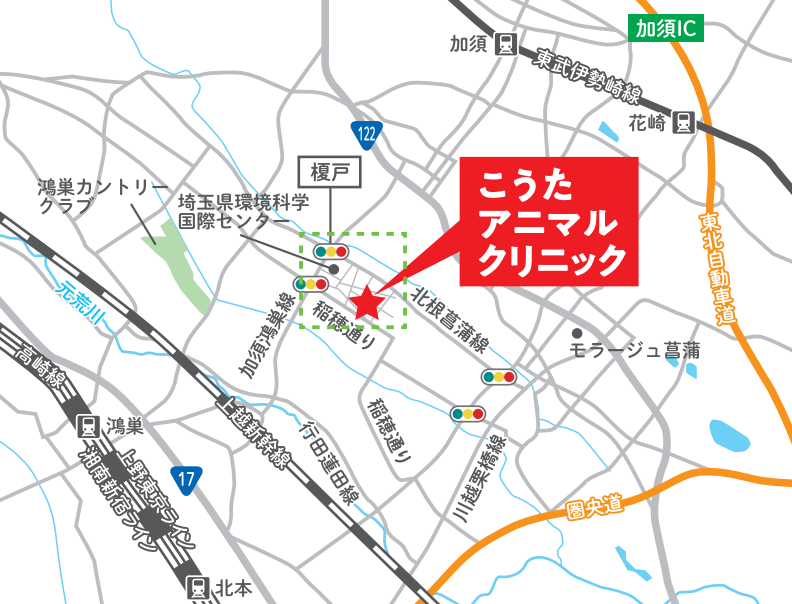 加須IC
加須
東武伊勢崎線
花崎
122
榎戸
こうた
アニマル
クリニック
鴻巣カントリー
クラブ
埼玉県環境科学
国際センター
東北自動車道
元荒川
加須鴻巣線
稲穂通り
北根菖蒲線
モラージュ菖蒲
高崎線
鴻巣
上越新幹線
行田蓮田線
稲穂通り
川越栗橋線
上野東京ライン
湘南新宿ライン
17
圏央道
北本